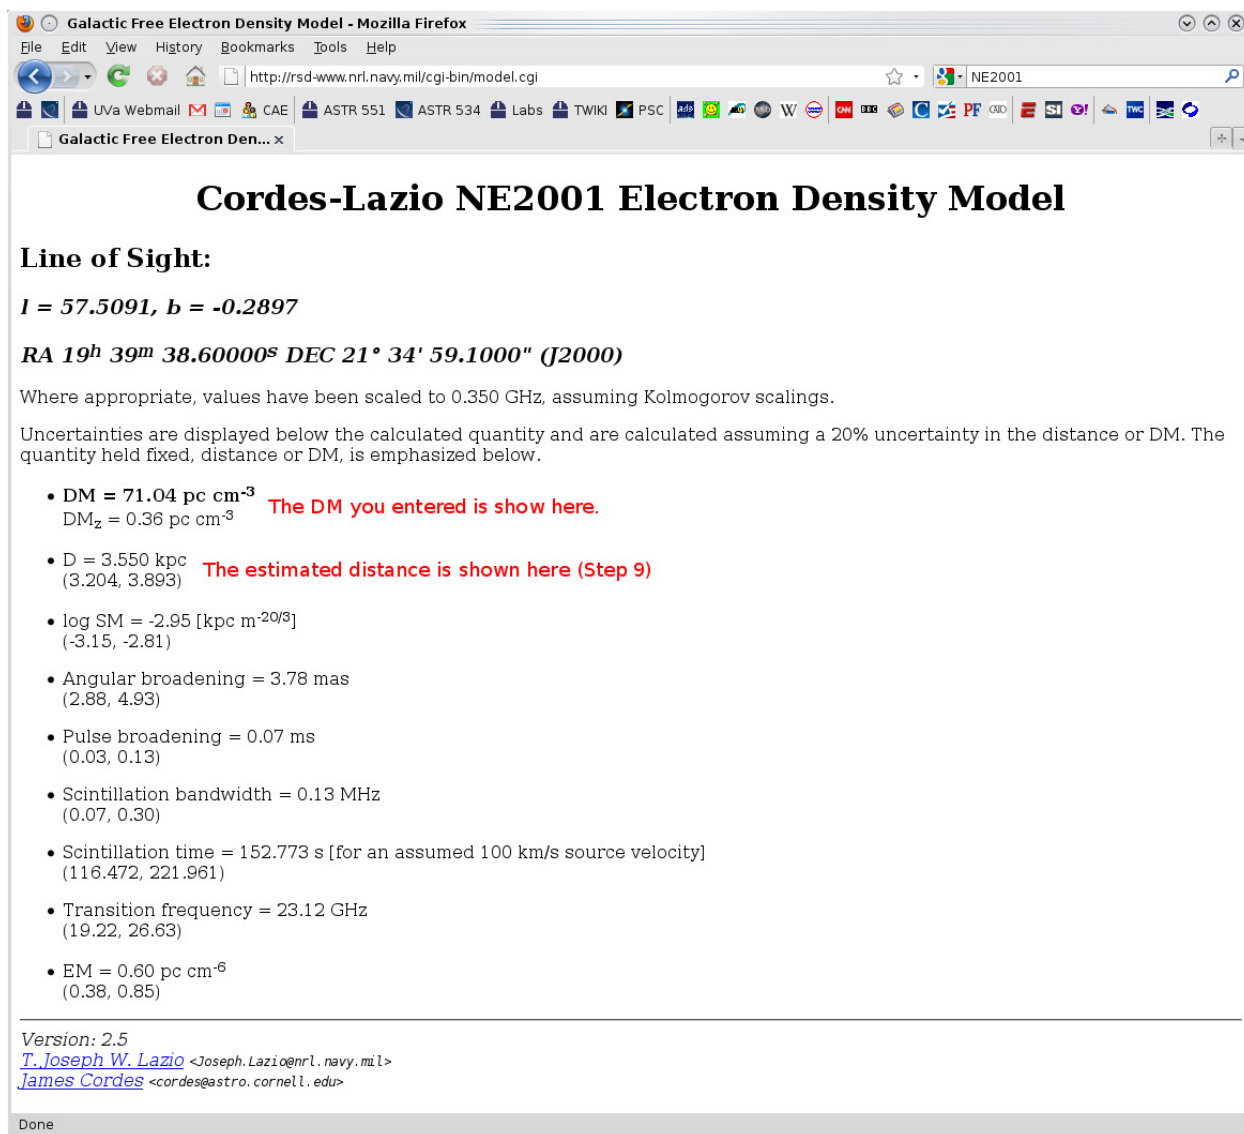 Galactic Free Electron Density Model - Mozilla Firefox
File Edit View History Bookmarks Tools Help
http://rsd-www.nrl.navy.mil/cgi-bin/model.cgi NE2001
UVa Webmail CAE ASTR 551 ASTR 534 Labs TWIKI PSC ads W CNN BBC C PF E SI TWC
Galactic Free Electron Den... x
Cordes-Lazio NE2001 Electron Density Model
Line of Sight:
l = 57.5091, b = -0.2897
RA 19h 39m 38.60000s DEC 21° 34' 59.1000" (J2000)
Where appropriate, values have been scaled to 0.350 GHz, assuming Kolmogorov scalings.
Uncertainties are displayed below the calculated quantity and are calculated assuming a 20% uncertainty in the distance or DM. The
quantity held fixed, distance or DM, is emphasized below.
• DM = 71.04 pc cm-3
The DM you entered is show here.
DMz = 0.36 pc cm-3
• D = 3.550 kpc
The estimated distance is shown here (Step 9)
(3.204, 3.893)
• log SM = -2.95 [kpc m-20/3]
(-3.15, -2.81)
• Angular broadening = 3.78 mas
(2.88, 4.93)
• Pulse broadening = 0.07 ms
(0.03, 0.13)
• Scintillation bandwidth = 0.13 MHz
(0.07, 0.30)
• Scintillation time = 152.773 s [for an assumed 100 km/s source velocity]
(116.472, 221.961)
• Transition frequency = 23.12 GHz
(19.22, 26.63)
• EM = 0.60 pc cm-6
(0.38, 0.85)
Version: 2.5
T. Joseph W. Lazio <Joseph.Lazio@nrl.navy.mil>
James Cordes <cordes@astro.cornell.edu>
Done